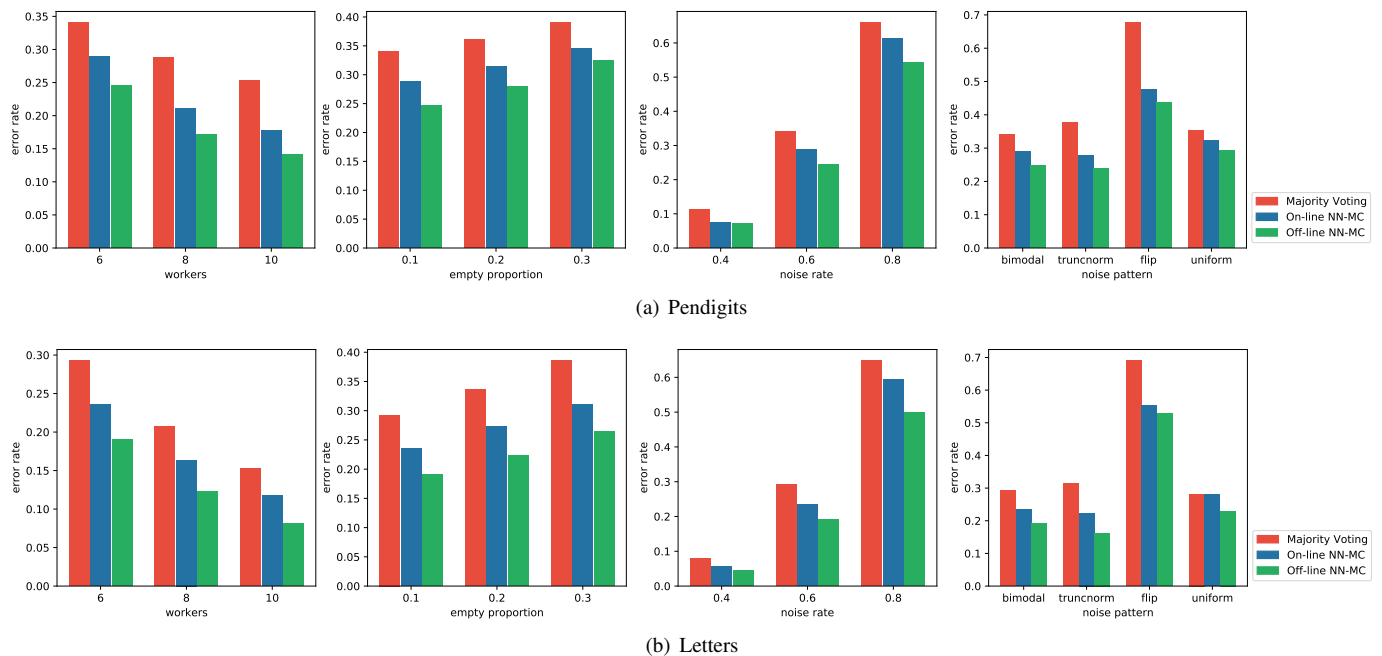 0.35
0.30
0.25
0.20
0.15
0.10
0.05
0.00
error rate
6 8 10
workers
0.40
0.35
0.30
0.25
0.20
0.15
0.10
0.05
0.00
error rate
0.1 0.2 0.3
empty proportion
0.6
0.5
0.4
0.3
0.2
0.1
0.0
error rate
0.4 0.6 0.8
noise rate
0.7
0.6
0.5
0.4
0.3
0.2
0.1
0.0
error rate
bimodal truncnorm flip uniform
noise pattern
Majority Voting
On-line NN-MC
Off-line NN-MC
(a) Pendigits
0.30
0.25
0.20
0.15
0.10
0.05
0.00
error rate
6 8 10
workers
0.40
0.35
0.30
0.25
0.20
0.15
0.10
0.05
0.00
error rate
0.1 0.2 0.3
empty proportion
0.6
0.5
0.4
0.3
0.2
0.1
0.0
error rate
0.4 0.6 0.8
noise rate
0.7
0.6
0.5
0.4
0.3
0.2
0.1
0.0
error rate
bimodal truncnorm flip uniform
noise pattern
Majority Voting
On-line NN-MC
Off-line NN-MC
(b) Letters